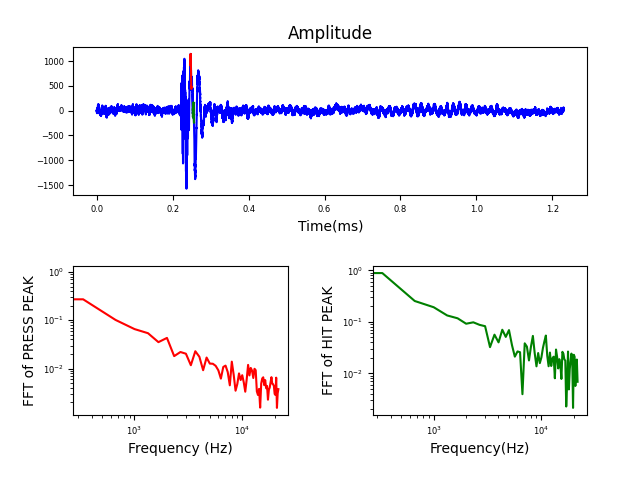 Amplitude
1000
500
0
−500
−1000
−1500
0.0 0.2 0.4 0.6 0.8 1.0 1.2
Time(ms)
FFT of PRESS PEAK
10⁰
10⁻¹
10⁻²
10³ 10⁴
Frequency (Hz)
FFT of HIT PEAK
10⁰
10⁻¹
10⁻²
10³ 10⁴
Frequency(Hz)